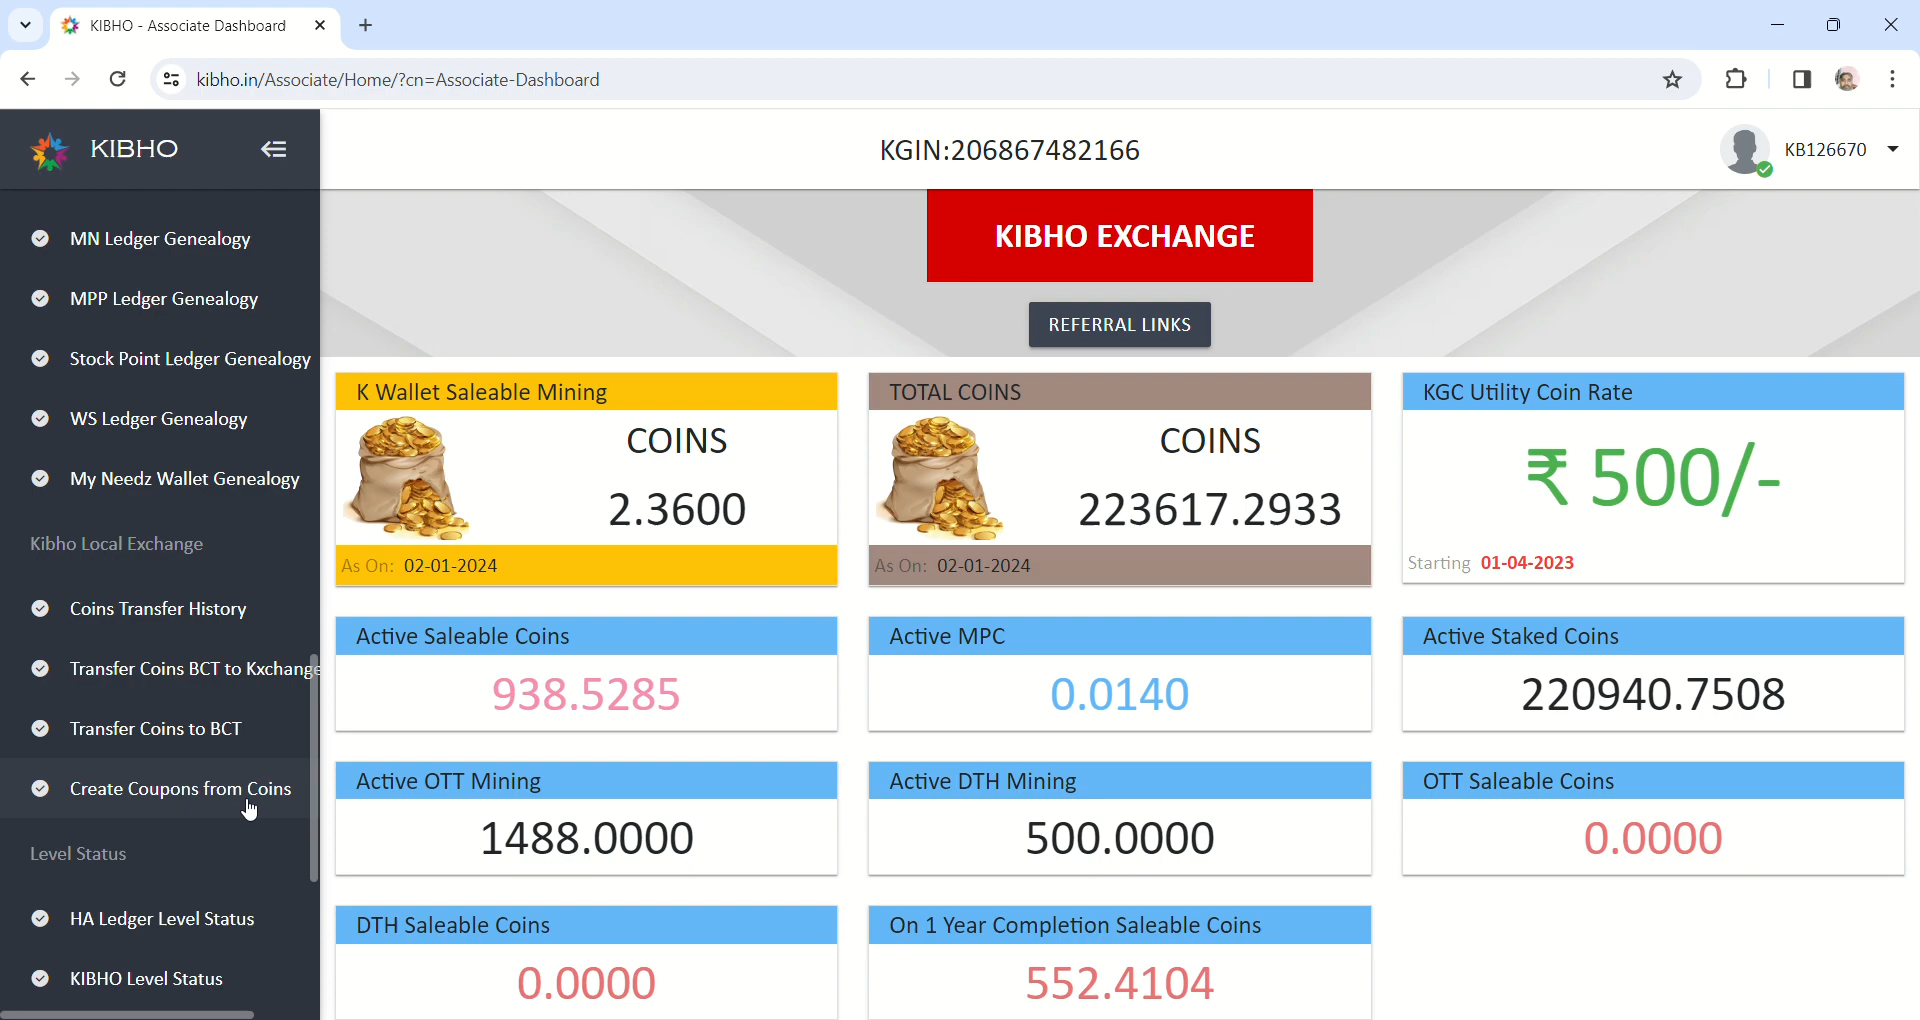 KIBHO - Associate Dashboard
kibho.in/Associate/Home/?cn=Associate-Dashboard
KIBHO
KGIN:206867482166
KB126670
MN Ledger Genealogy
MPP Ledger Genealogy
Stock Point Ledger Genealogy
WS Ledger Genealogy
My Needz Wallet Genealogy
Kibho Local Exchange
Coins Transfer History
Transfer Coins BCT to Kxchange
Transfer Coins to BCT
Create Coupons from Coins
Level Status
HA Ledger Level Status
KIBHO Level Status
KIBHO EXCHANGE
REFERRAL LINKS
K Wallet Saleable Mining
COINS
2.3600
As On: 02-01-2024
TOTAL COINS
COINS
223617.2933
As On: 02-01-2024
KGC Utility Coin Rate
₹ 500/-
Starting 01-04-2023
Active Saleable Coins
938.5285
Active MPC
0.0140
Active Staked Coins
220940.7508
Active OTT Mining
1488.0000
Active DTH Mining
500.0000
OTT Saleable Coins
0.0000
DTH Saleable Coins
0.0000
On 1 Year Completion Saleable Coins
552.4104